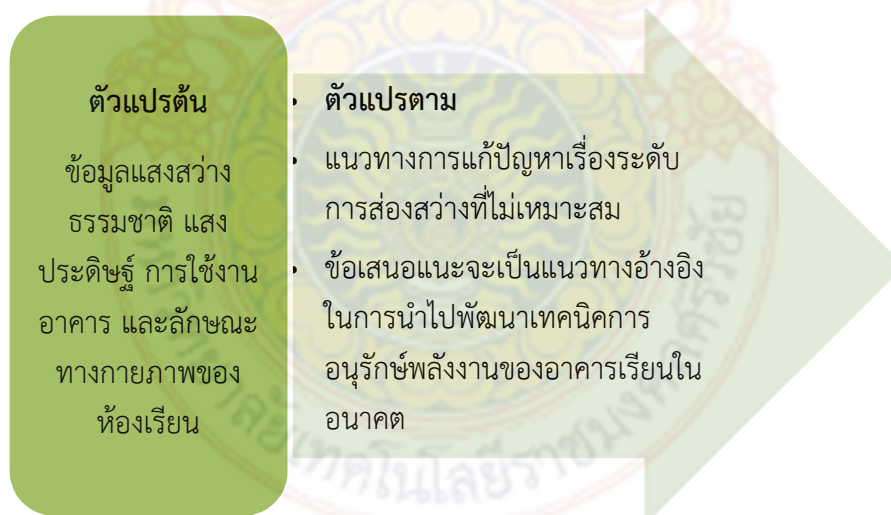 ตัวแปรต้น
ข้อมูลแสงสว่าง
ธรรมชาติ แสง
ประดิษฐ์ การใช้งาน
อาคาร และลักษณะ
ทางกายภาพของ
ห้องเรียน
• ตัวแปรตาม
• แนวทางการแก้ปัญหาเรื่องระดับ
การส่องสว่างที่ไม่เหมาะสม
• ข้อเสนอแนะจะเป็นแนวทางอ้างอิง
ในการนำไปพัฒนาเทคนิคการ
อนุรักษ์พลังงานของอาคารเรียนใน
อนาคต